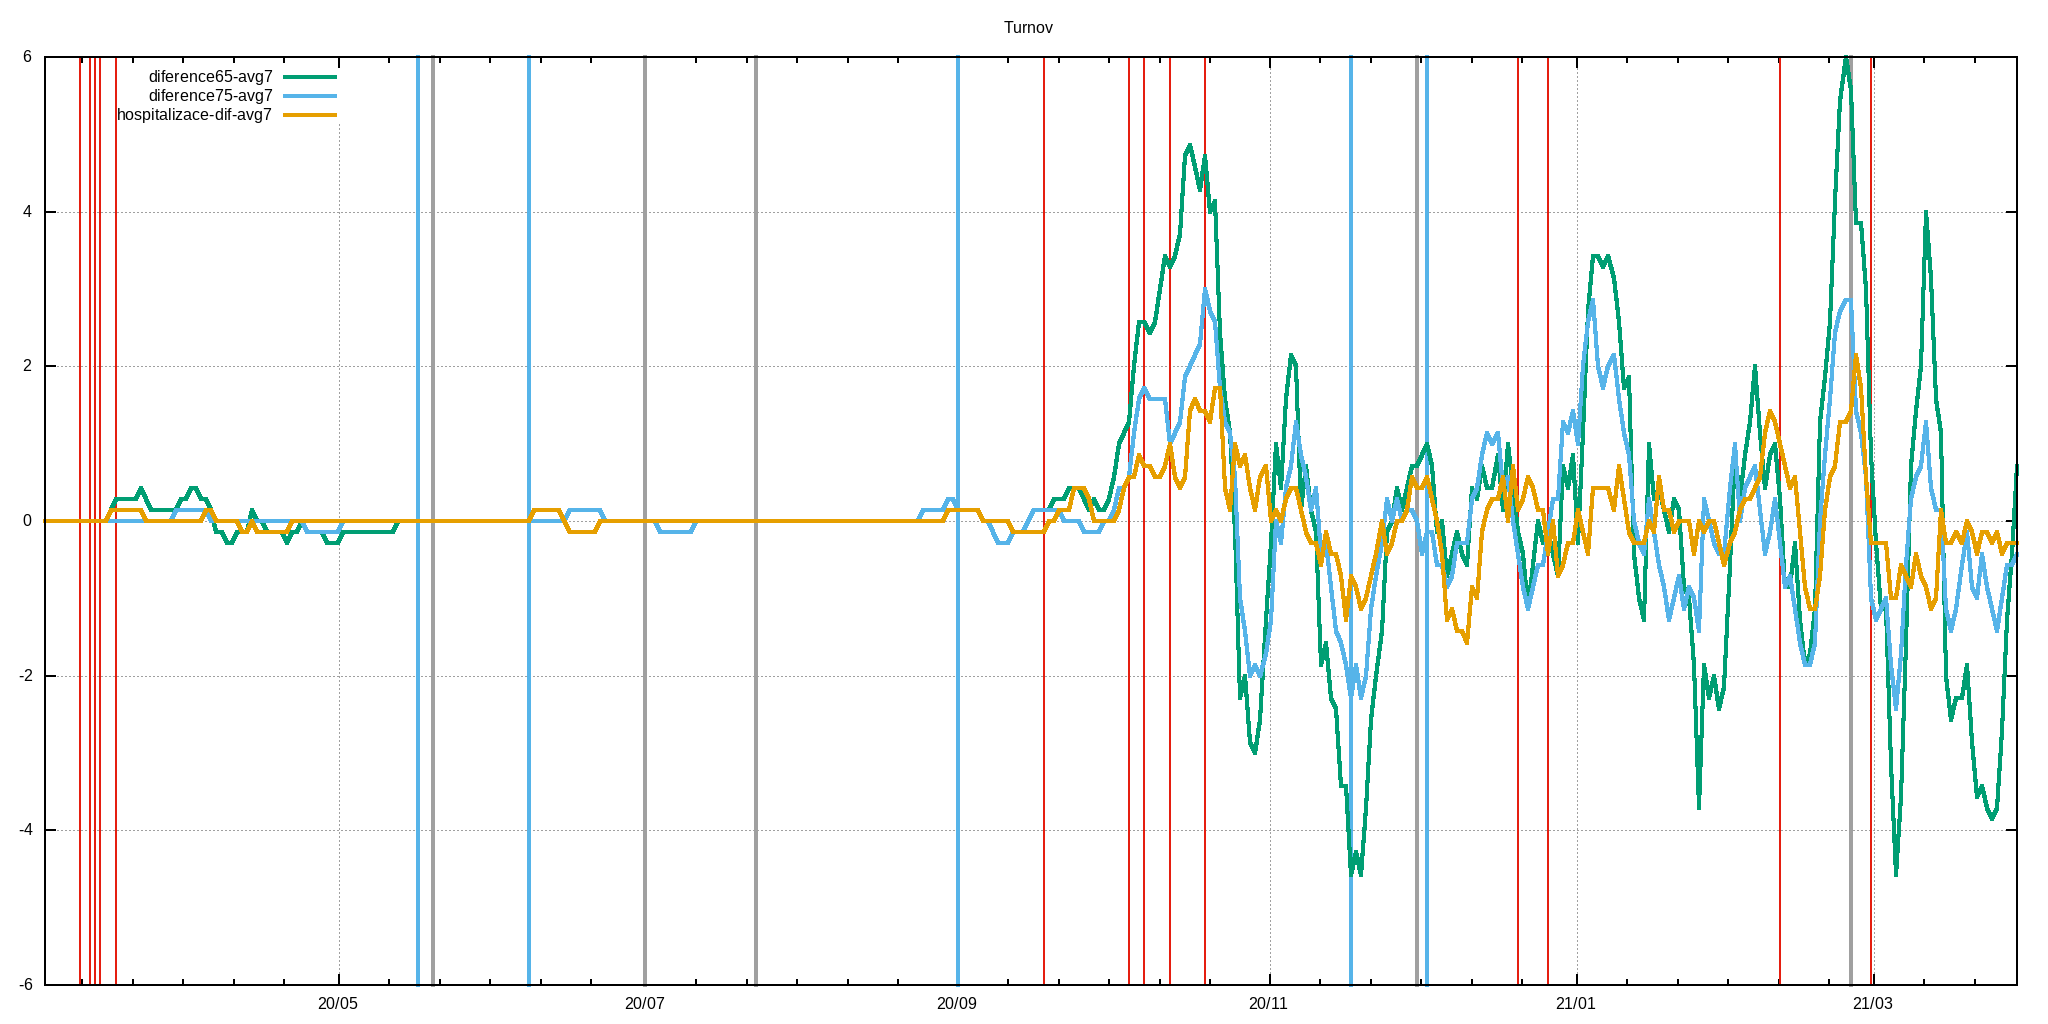 Turnov
6
diference65-avg7
diference75-avg7
hospitalizace-dif-avg7
4
2
0
-2
-4
-6
20/05 20/07 20/09 20/11 21/01 21/03